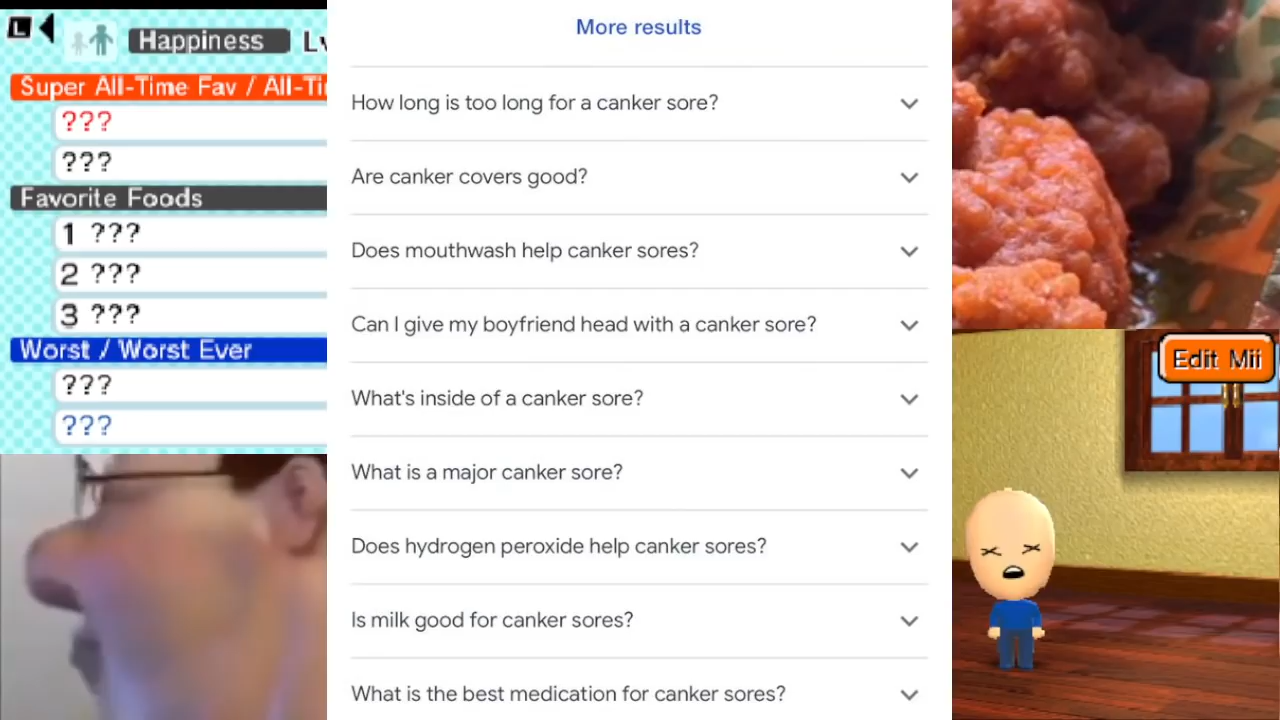 L
Happiness Lv
Super All-Time Fav / All-Ti
???
???
Favorite Foods
1 ???
2 ???
3 ???
Worst / Worst Ever
???
???
More results
How long is too long for a canker sore?
Are canker covers good?
Does mouthwash help canker sores?
Can I give my boyfriend head with a canker sore?
What's inside of a canker sore?
What is a major canker sore?
Does hydrogen peroxide help canker sores?
Is milk good for canker sores?
What is the best medication for canker sores?
Edit Mii